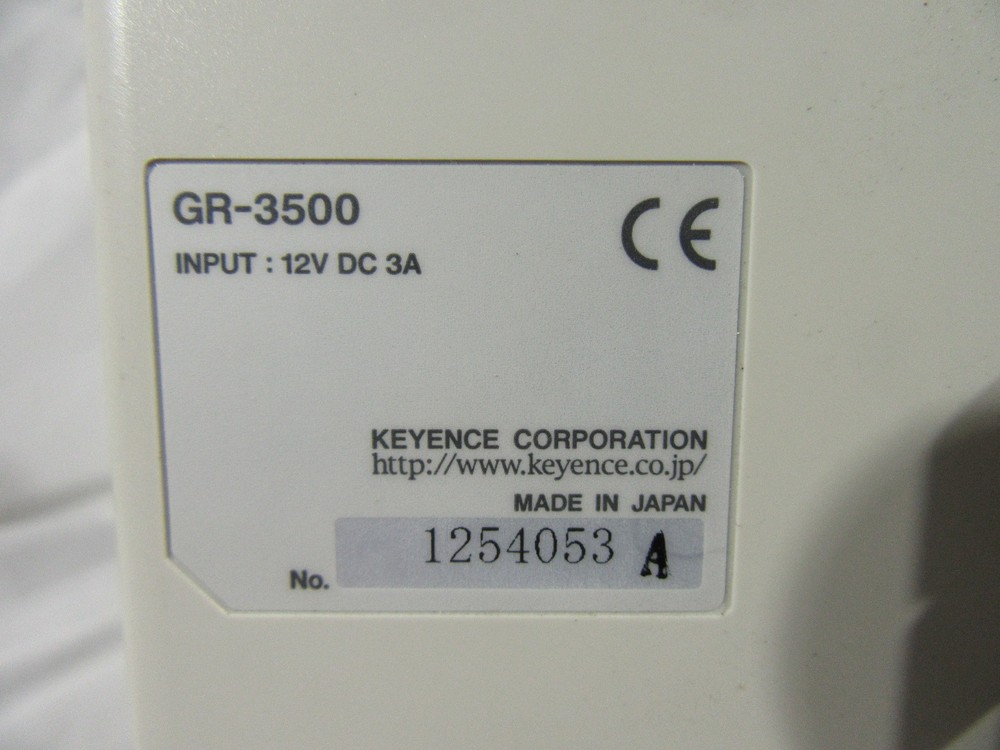 GR-3500
CE
INPUT : 12V DC 3A
KEYENCE CORPORATION
http://www.keyence.co.jp/
MADE IN JAPAN
No. 1254053 A